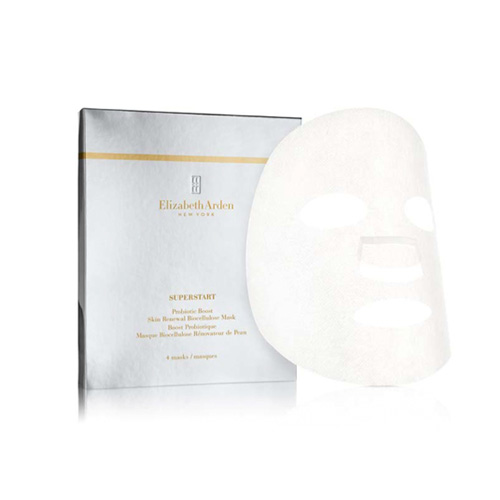 Elizabeth Arden
NEW YORK
SUPERSTART
Probiotic Boost
Skin Renewal Biocellulose Mask
Boost Probiotique
Masque Biocellulose Rénovateur de Peau
4 masks / masques